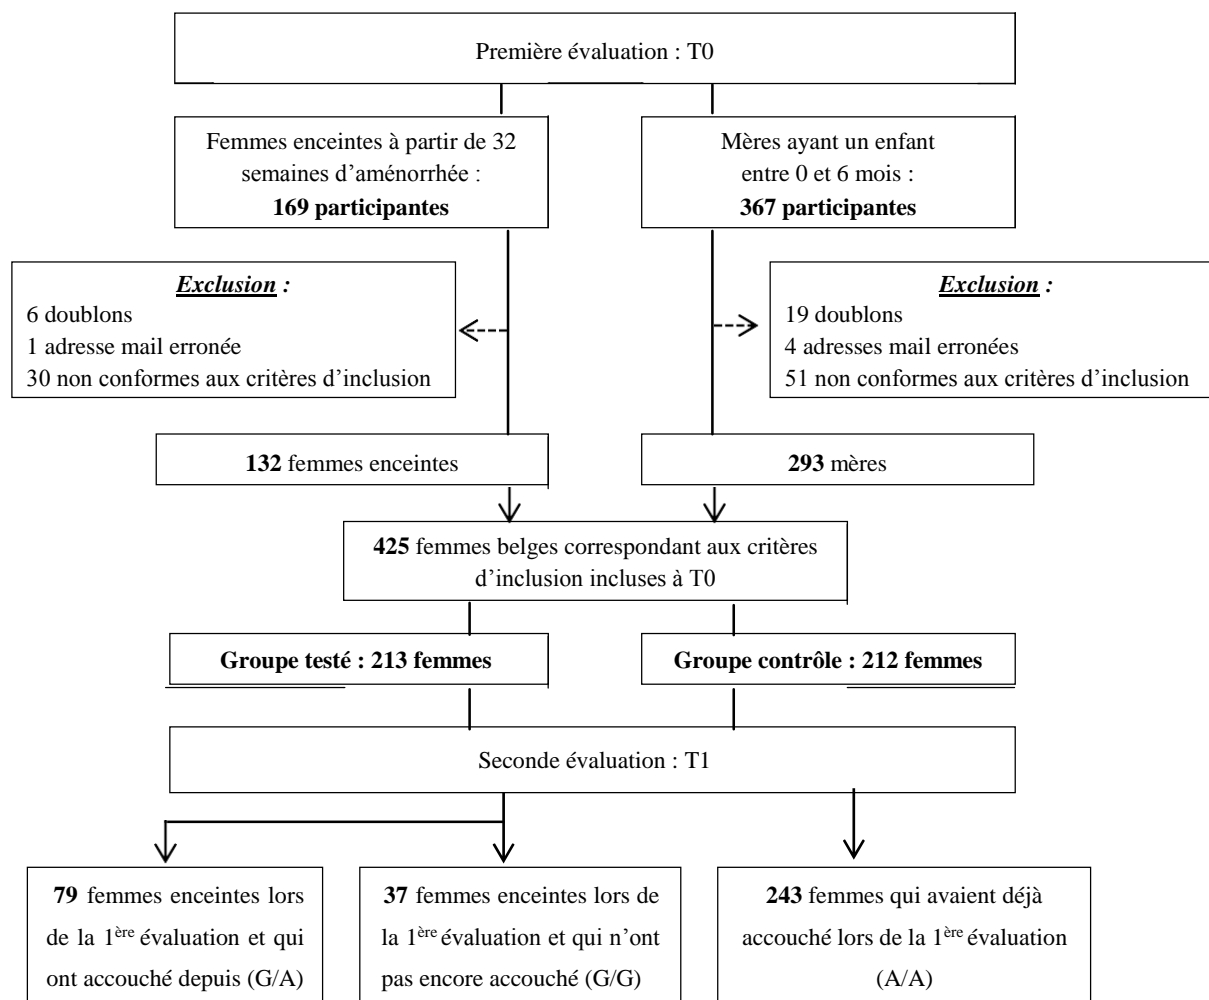 Première évaluation : T0
Femmes enceintes à partir de 32
semaines d’aménorrhée :
169 participantes
Mères ayant un enfant
entre 0 et 6 mois :
367 participantes
Exclusion :
6 doublons
1 adresse mail erronée
30 non conformes aux critères d’inclusion
Exclusion :
19 doublons
4 adresses mail erronées
51 non conformes aux critères d’inclusion
132 femmes enceintes
293 mères
425 femmes belges correspondant aux critères
d’inclusion incluses à T0
Groupe testé : 213 femmes
Groupe contrôle : 212 femmes
Seconde évaluation : T1
79 femmes enceintes lors
de la 1ère évaluation et qui
ont accouché depuis (G/A)
37 femmes enceintes lors de
la 1ère évaluation et qui n’ont
pas encore accouché (G/G)
243 femmes qui avaient déjà
accouché lors de la 1ère évaluation
(A/A)